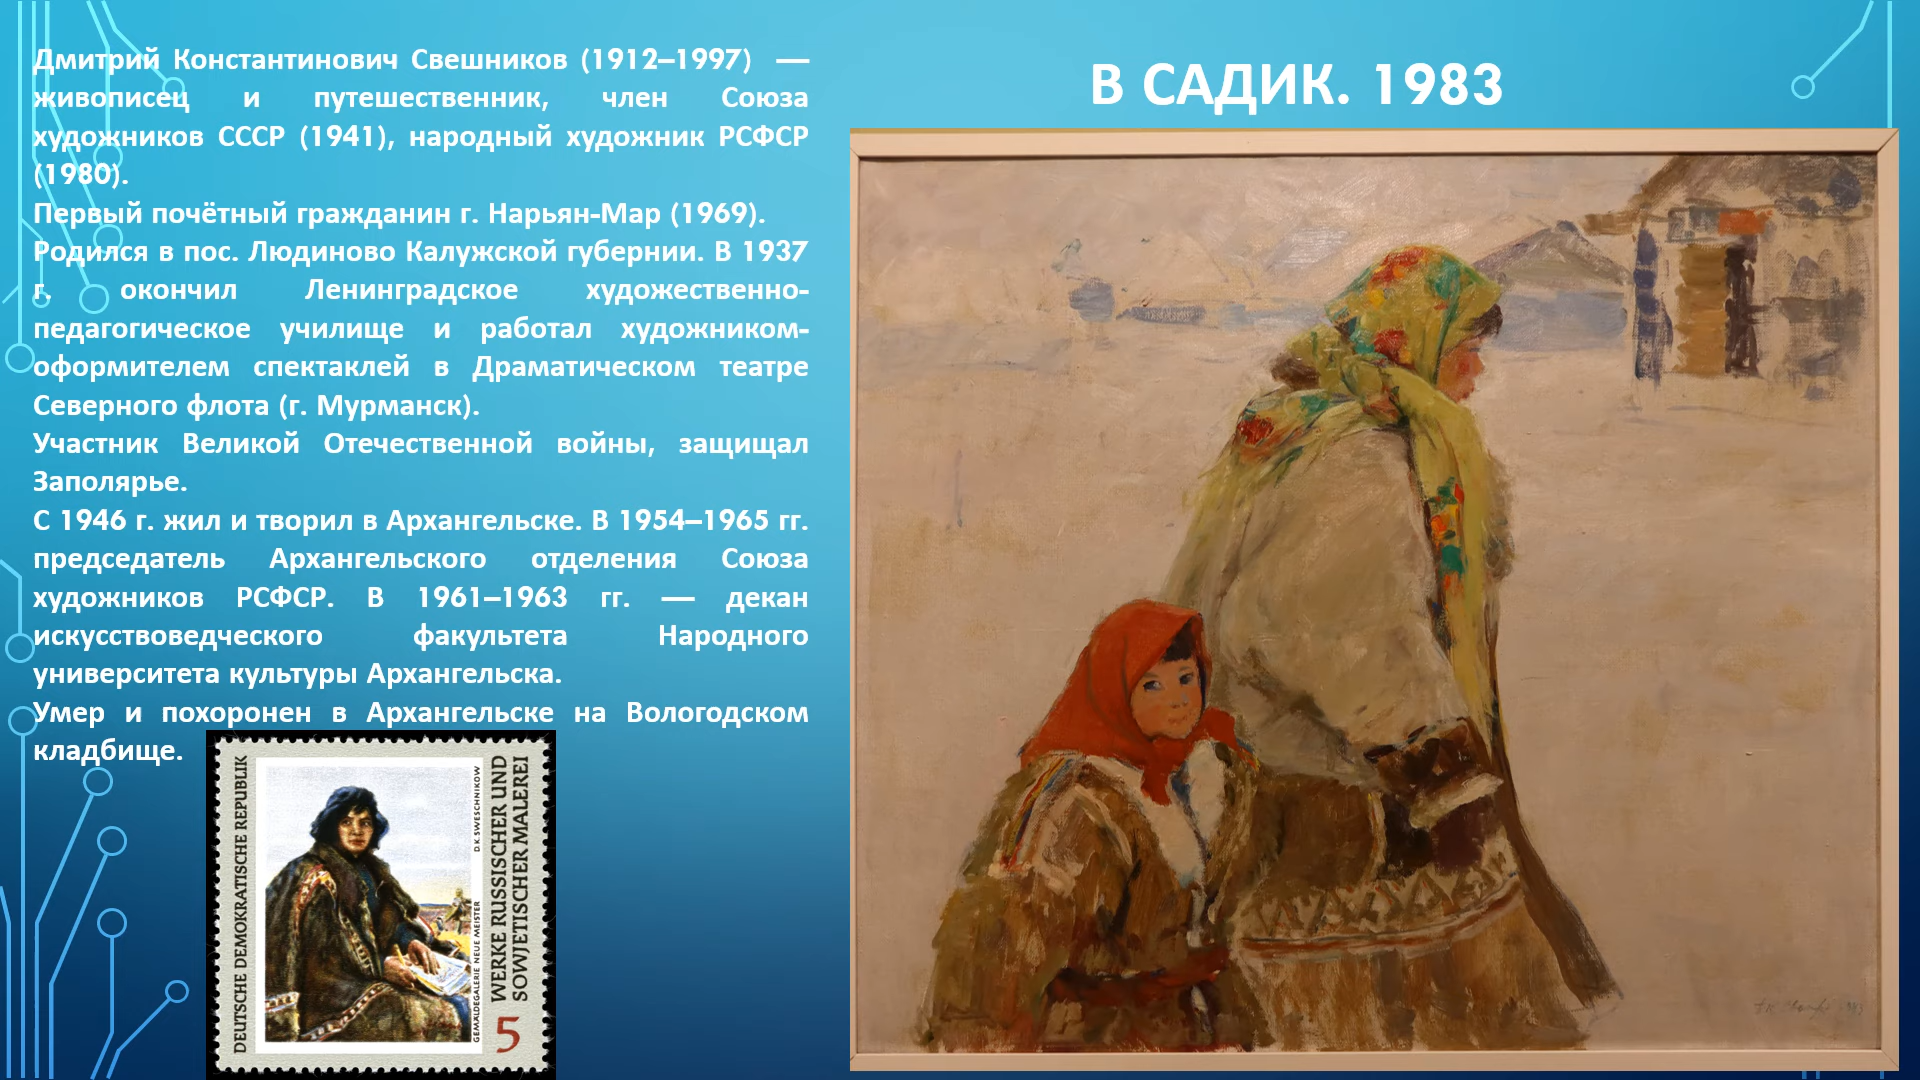 Дмитрий Константинович Свешников (1912–1997) —
живописец и путешественник, член Союза
художников СССР (1941), народный художник РСФСР
(1980).
Первый почётный гражданин г. Нарьян-Мар (1969).
Родился в пос. Людиново Калужской губернии. В 1937
г. окончил Ленинградское художественно-
педагогическое училище и работал художником-
оформителем спектаклей в Драматическом театре
Северного флота (г. Мурманск).
Участник Великой Отечественной войны, защищал
Заполярье.
С 1946 г. жил и творил в Архангельске. В 1954–1965 гг.
председатель Архангельского отделения Союза
художников РСФСР. В 1961–1963 гг. — декан
искусствоведческого факультета Народного
университета культуры Архангельска.
Умер и похоронен в Архангельске на Вологодском
кладбище.
DEUTSCHE DEMOKRATISCHE REPUBLIK
GEMÄLDEGALERIE NEUE MEISTER
D.K. SWESCHNIKOW
WERKE RUSSISCHER UND
SOWJETISCHER MALEREI
5
В САДИК. 1983